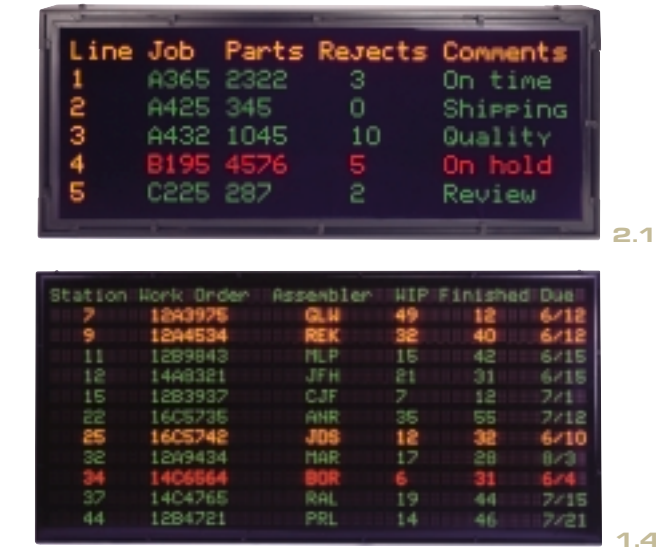 Line Job Parts Rejects Comments
1 A365 2322 3 On time
2 A425 345 0 Shipping
3 A432 1045 10 Quality
4 B195 4576 5 On hold
5 C225 287 2 Review
2.1
Station Work Order Assembler WIP Finished Due
7 12A3975 GLW 49 12 6/12
9 12A4534 REK 32 40 6/12
11 12B9843 MLP 15 42 6/15
12 14A8321 JFH 21 31 6/15
15 12B3937 CJF 7 12 7/1
22 16C5735 ANR 35 55 7/12
25 16C5742 JDS 12 32 6/10
32 12A9434 MAR 17 28 8/3
34 14C6564 BOR 6 31 6/4
37 14C4765 RAL 19 44 7/15
44 12B4721 PRL 14 46 7/21
1.4